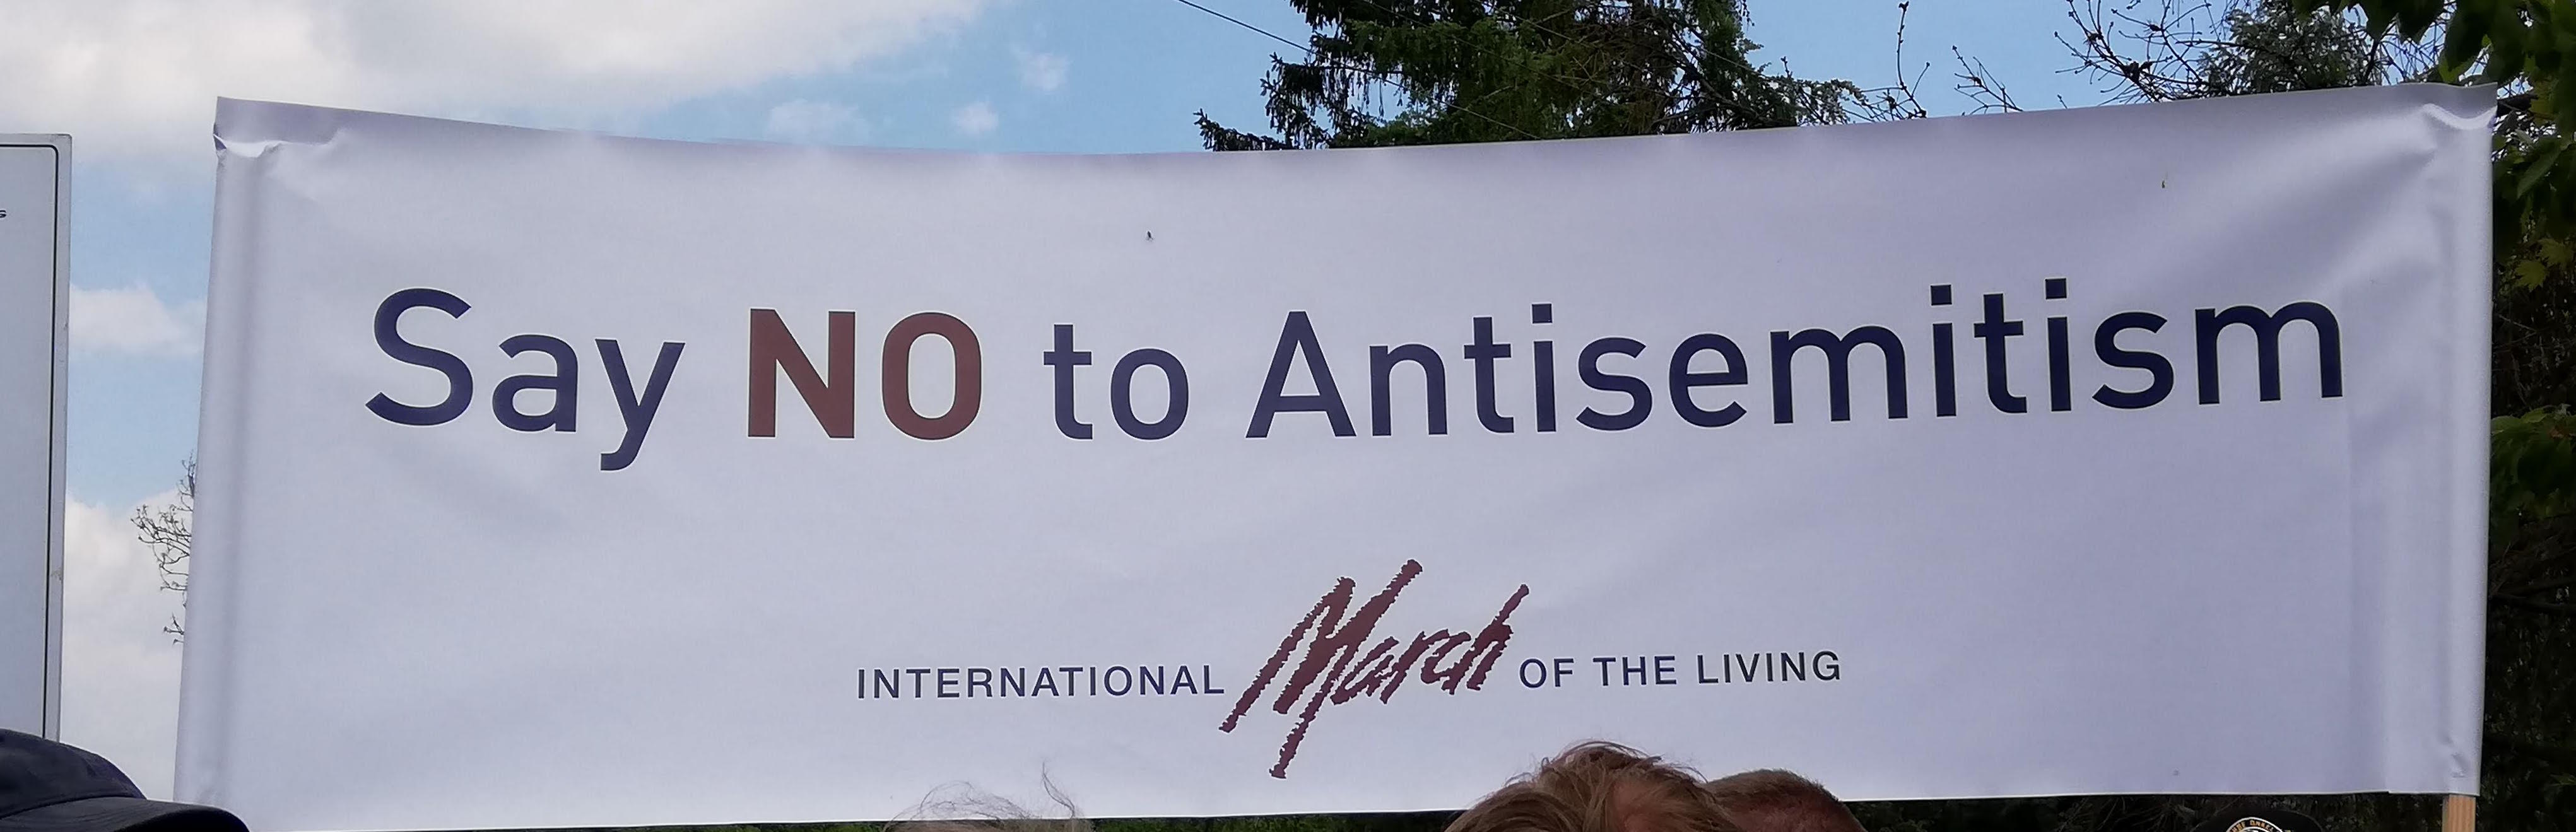 Say NO to Antisemitism
INTERNATIONAL March OF THE LIVING